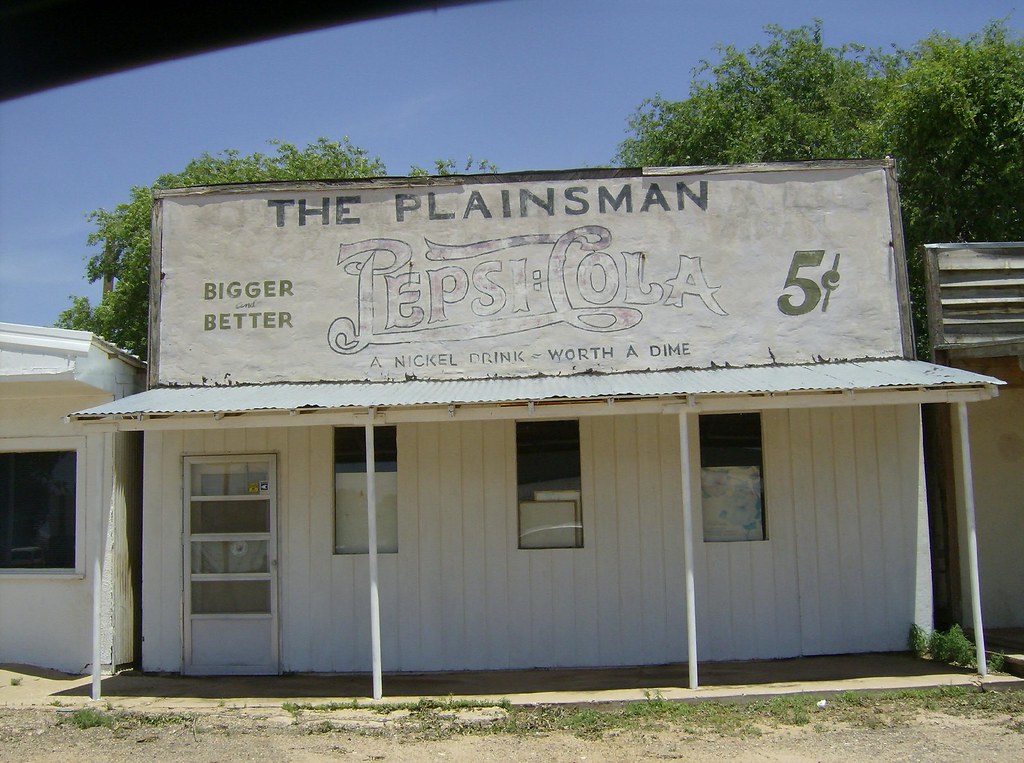 THE PLAINSMAN
BIGGER
and
BETTER
PEPSI:COLA
5¢
A NICKEL DRINK = WORTH A DIME